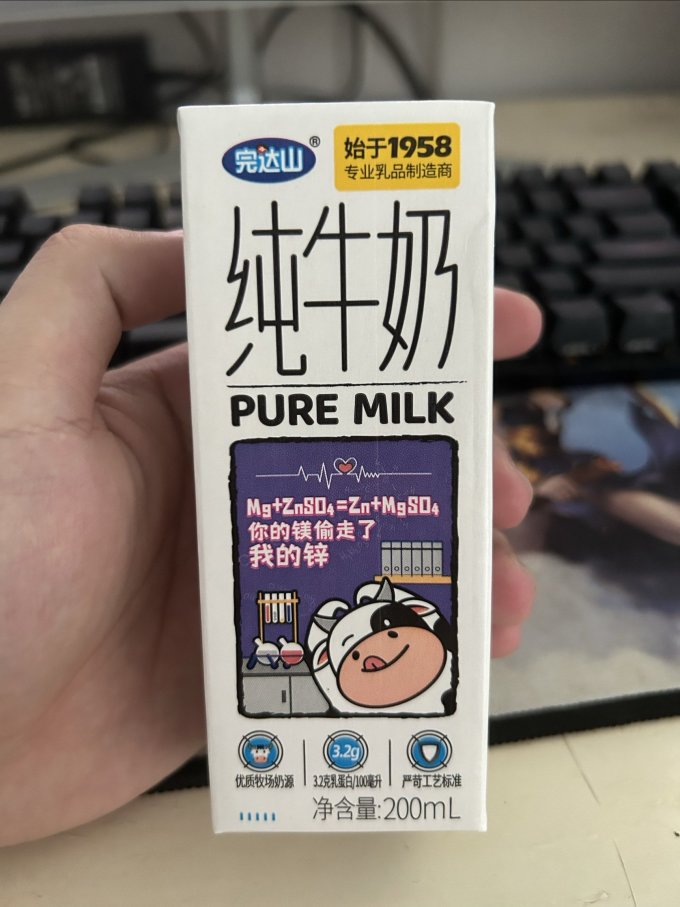 完达山®
始于1958
专业乳品制造商
纯牛奶
PURE MILK
Mg+ZnSO4=Zn+MgSO4
你的镁偷走了
我的锌
3.2g
优质牧场奶源
3.2克乳蛋白/100毫升
严苛工艺标准
净含量:200mL